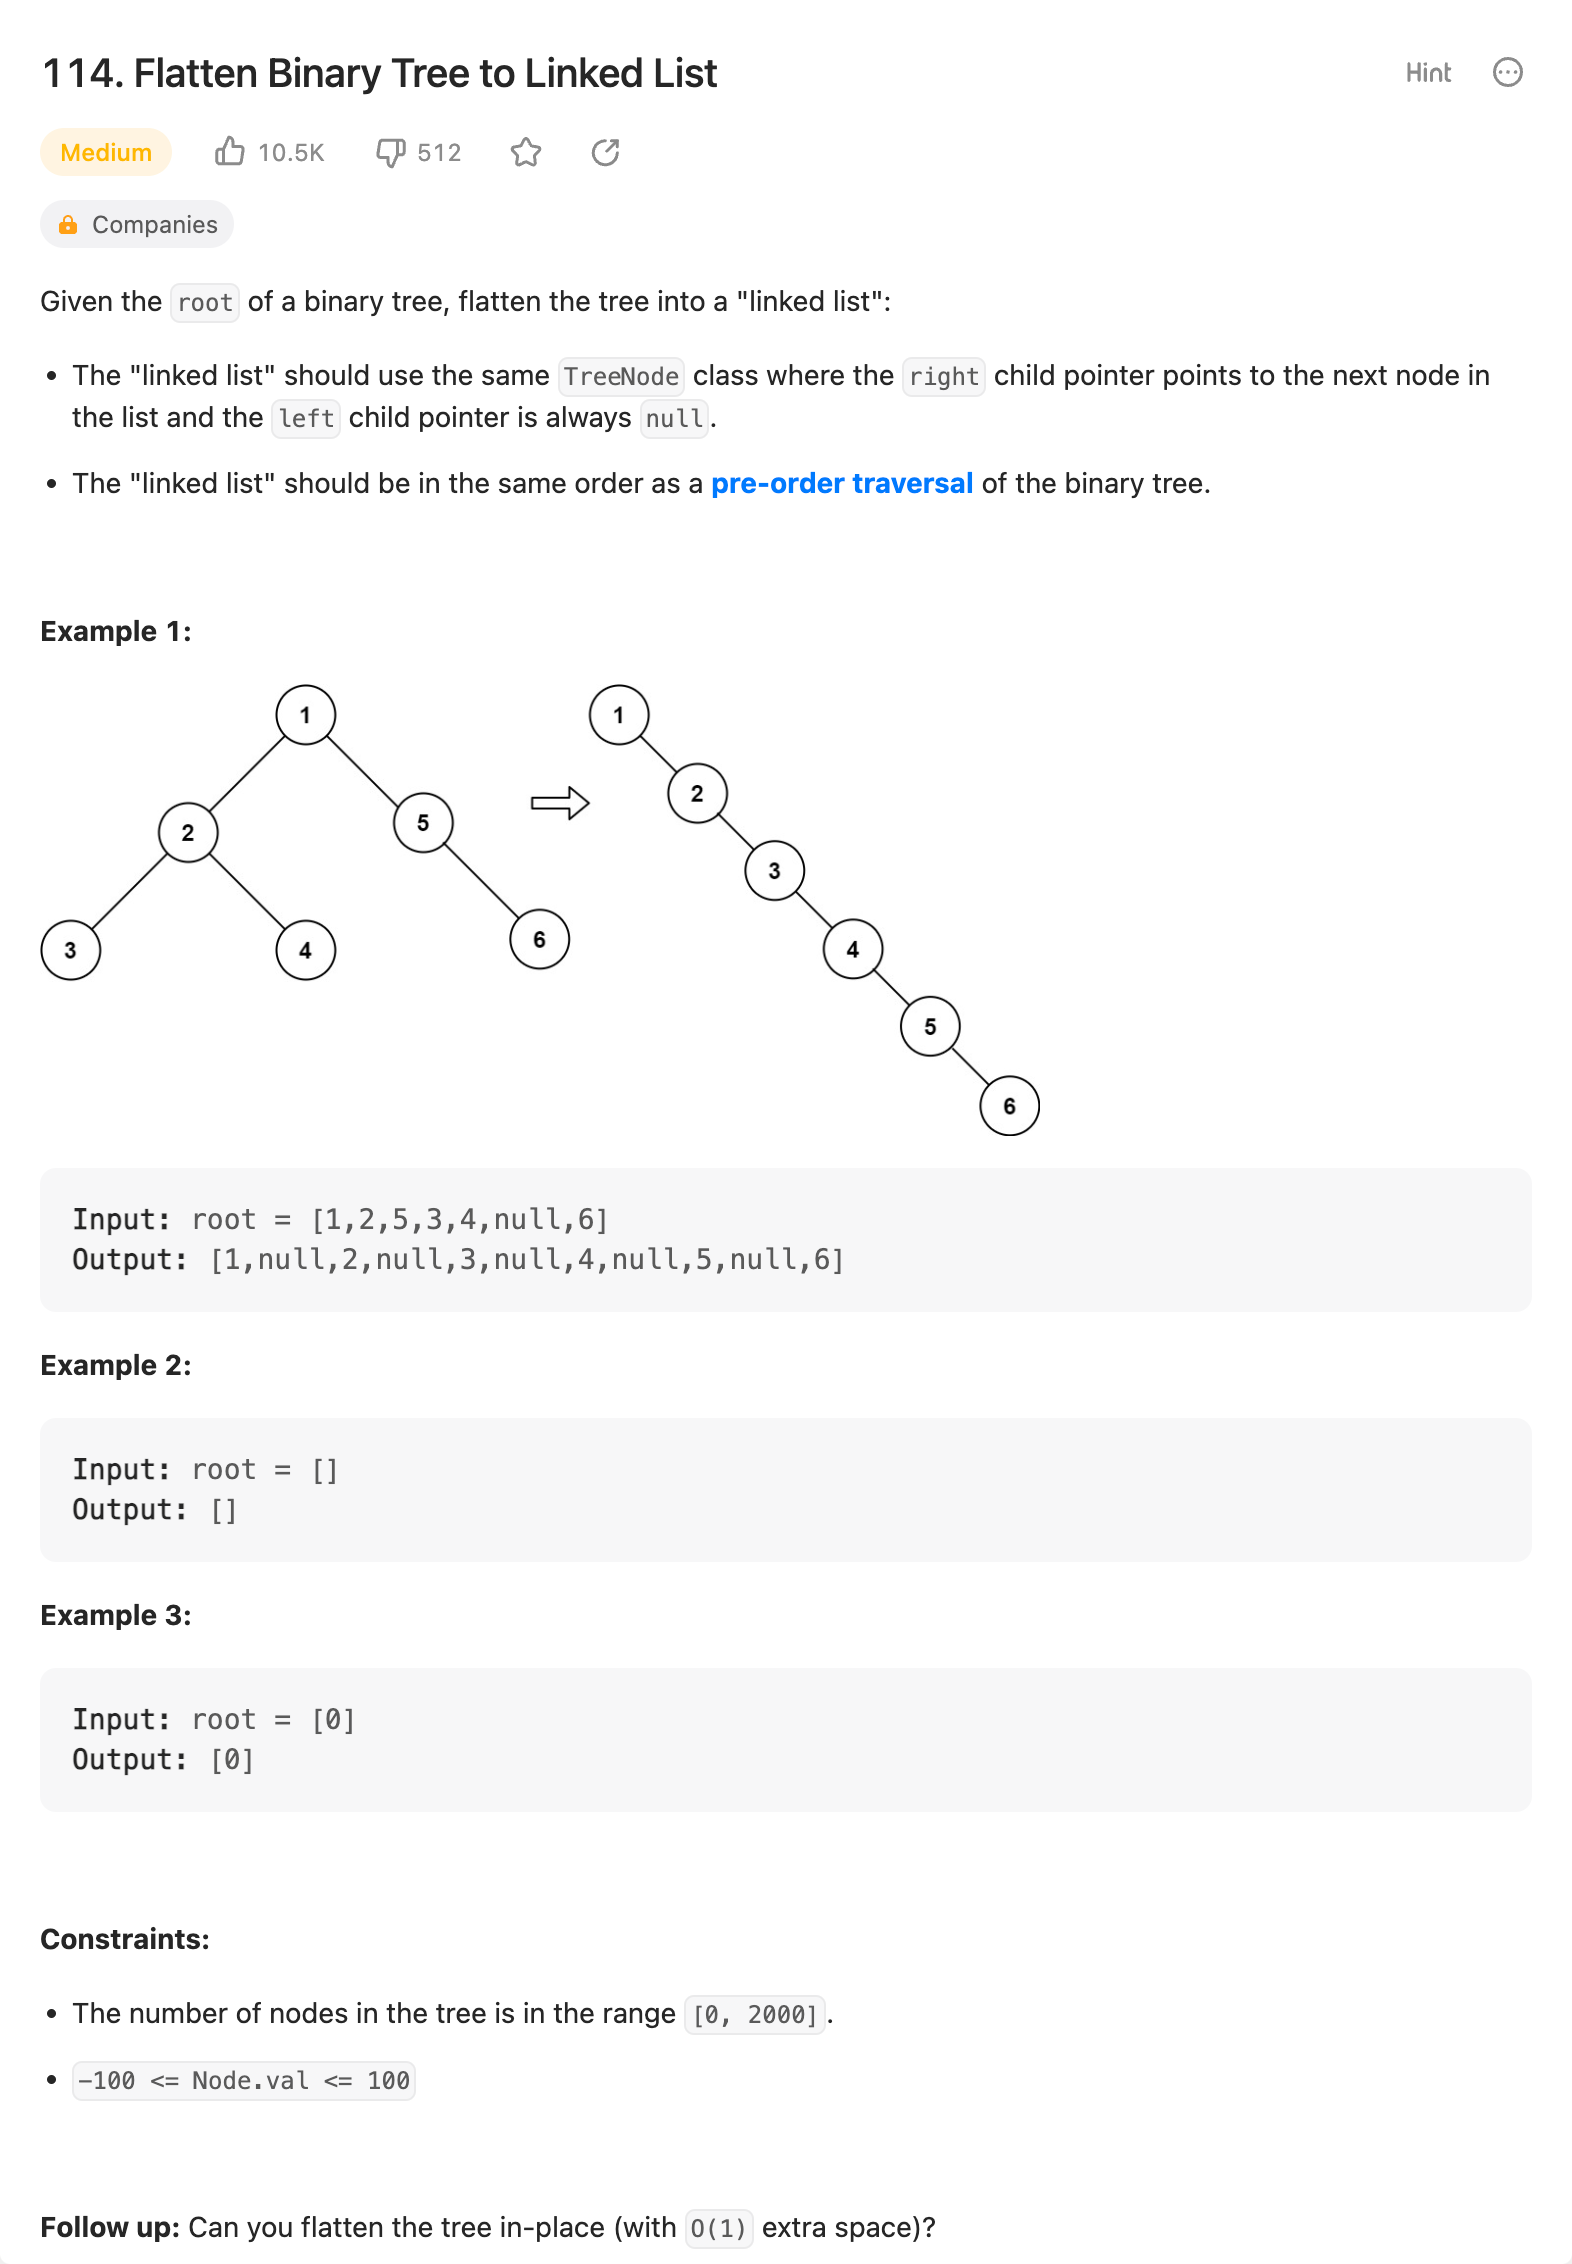 114. Flatten Binary Tree to Linked List
Hint
Medium
10.5K
512
Companies
Given the root of a binary tree, flatten the tree into a "linked list":
• The "linked list" should use the same TreeNode class where the right child pointer points to the next node in
the list and the left child pointer is always null.
• The "linked list" should be in the same order as a pre-order traversal of the binary tree.
Example 1:
1
2
5
3
4
6
1
2
3
4
5
6
Input: root = [1,2,5,3,4,null,6]
Output: [1,null,2,null,3,null,4,null,5,null,6]
Example 2:
Input: root = []
Output: []
Example 3:
Input: root = [0]
Output: [0]
Constraints:
• The number of nodes in the tree is in the range [0, 2000].
• -100 <= Node.val <= 100
Follow up: Can you flatten the tree in-place (with O(1) extra space)?